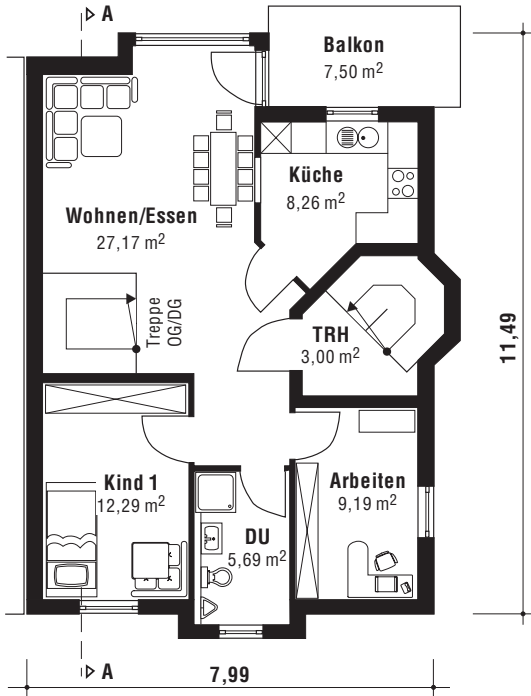 A
Balkon
7,50 m²
Küche
8,26 m²
Wohnen/Essen
27,17 m²
Treppe
OG/DG
TRH
3,00 m²
11,49
Kind 1
12,29 m²
Arbeiten
9,19 m²
DU
5,69 m²
A
7,99